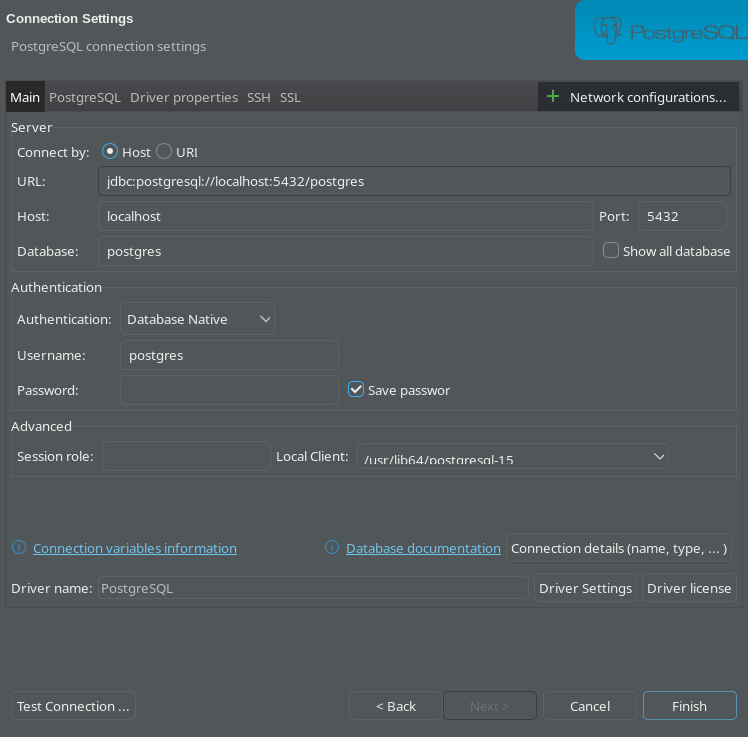 Connection Settings
PostgreSQL connection settings
PostgreSQL
Main PostgreSQL Driver properties SSH SSL Network configurations...
Server
Connect by: Host URI
URL: jdbc:postgresql://localhost:5432/postgres
Host: localhost Port: 5432
Database: postgres Show all database
Authentication
Authentication: Database Native
Username: postgres
Password: Save passwor
Advanced
Session role: Local Client: /usr/lib64/postgresql-15
Connection variables information Database documentation Connection details (name, type, ... )
Driver name: PostgreSQL Driver Settings Driver license
Test Connection ... < Back Next > Cancel Finish